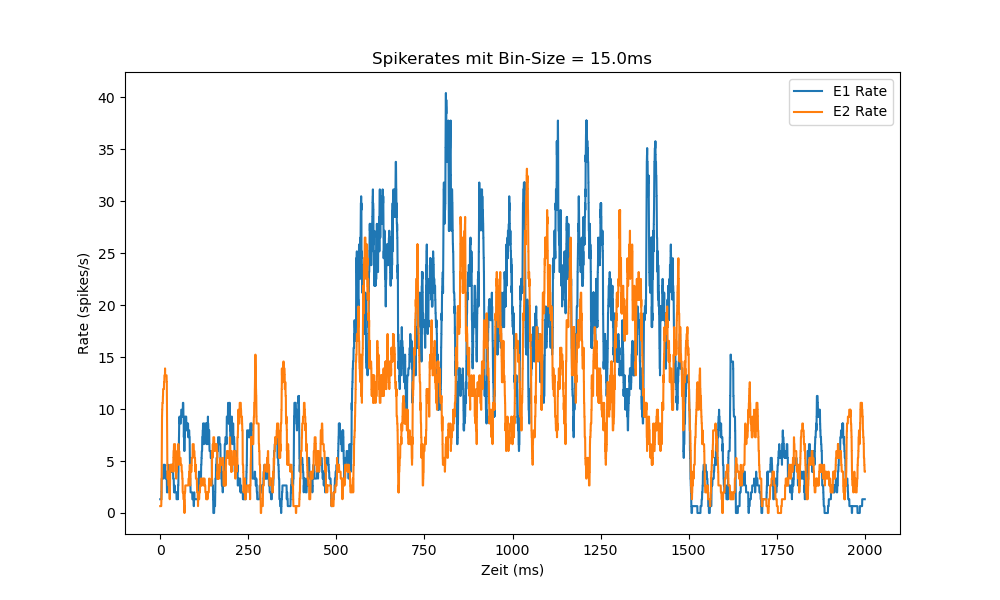 Spikerates mit Bin-Size = 15.0ms
E1 Rate
E2 Rate
Rate (spikes/s)
40
35
30
25
20
15
10
5
0
0 250 500 750 1000 1250 1500 1750 2000
Zeit (ms)